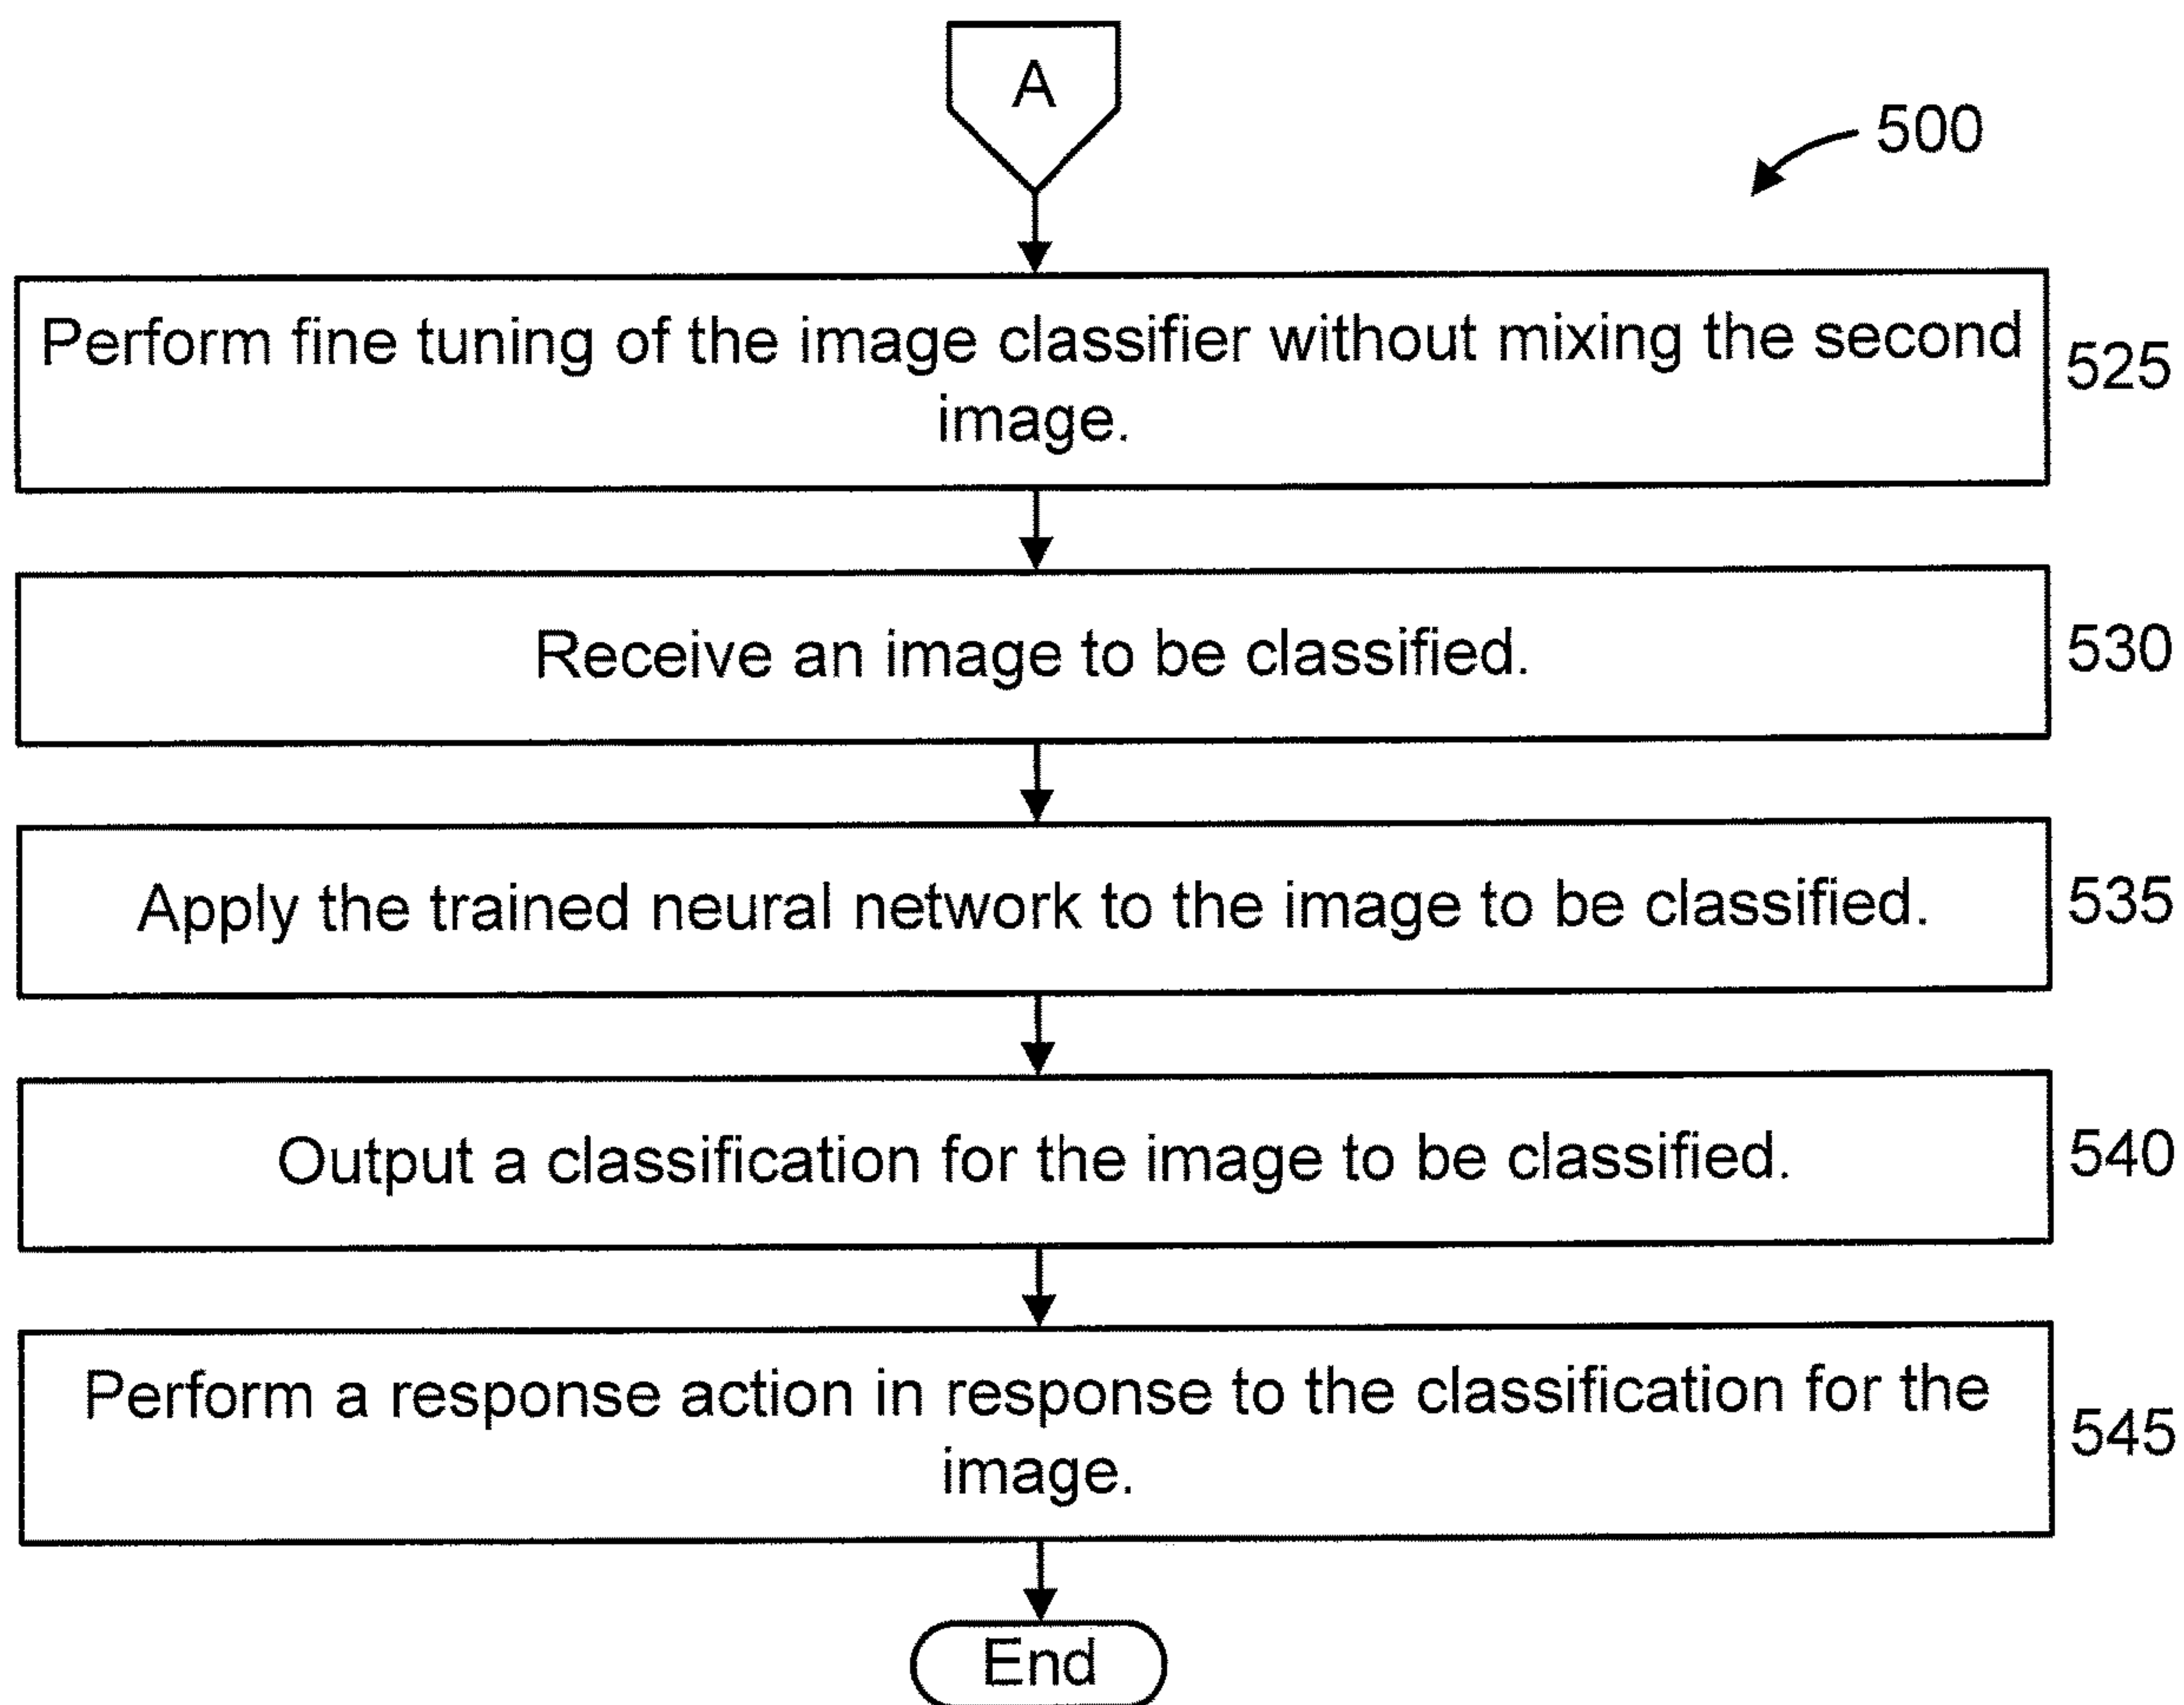 A
500
Perform fine tuning of the image classifier without mixing the second
image.
525
Receive an image to be classified.
530
Apply the trained neural network to the image to be classified.
535
Output a classification for the image to be classified.
540
Perform a response action in response to the classification for the
image.
545
End